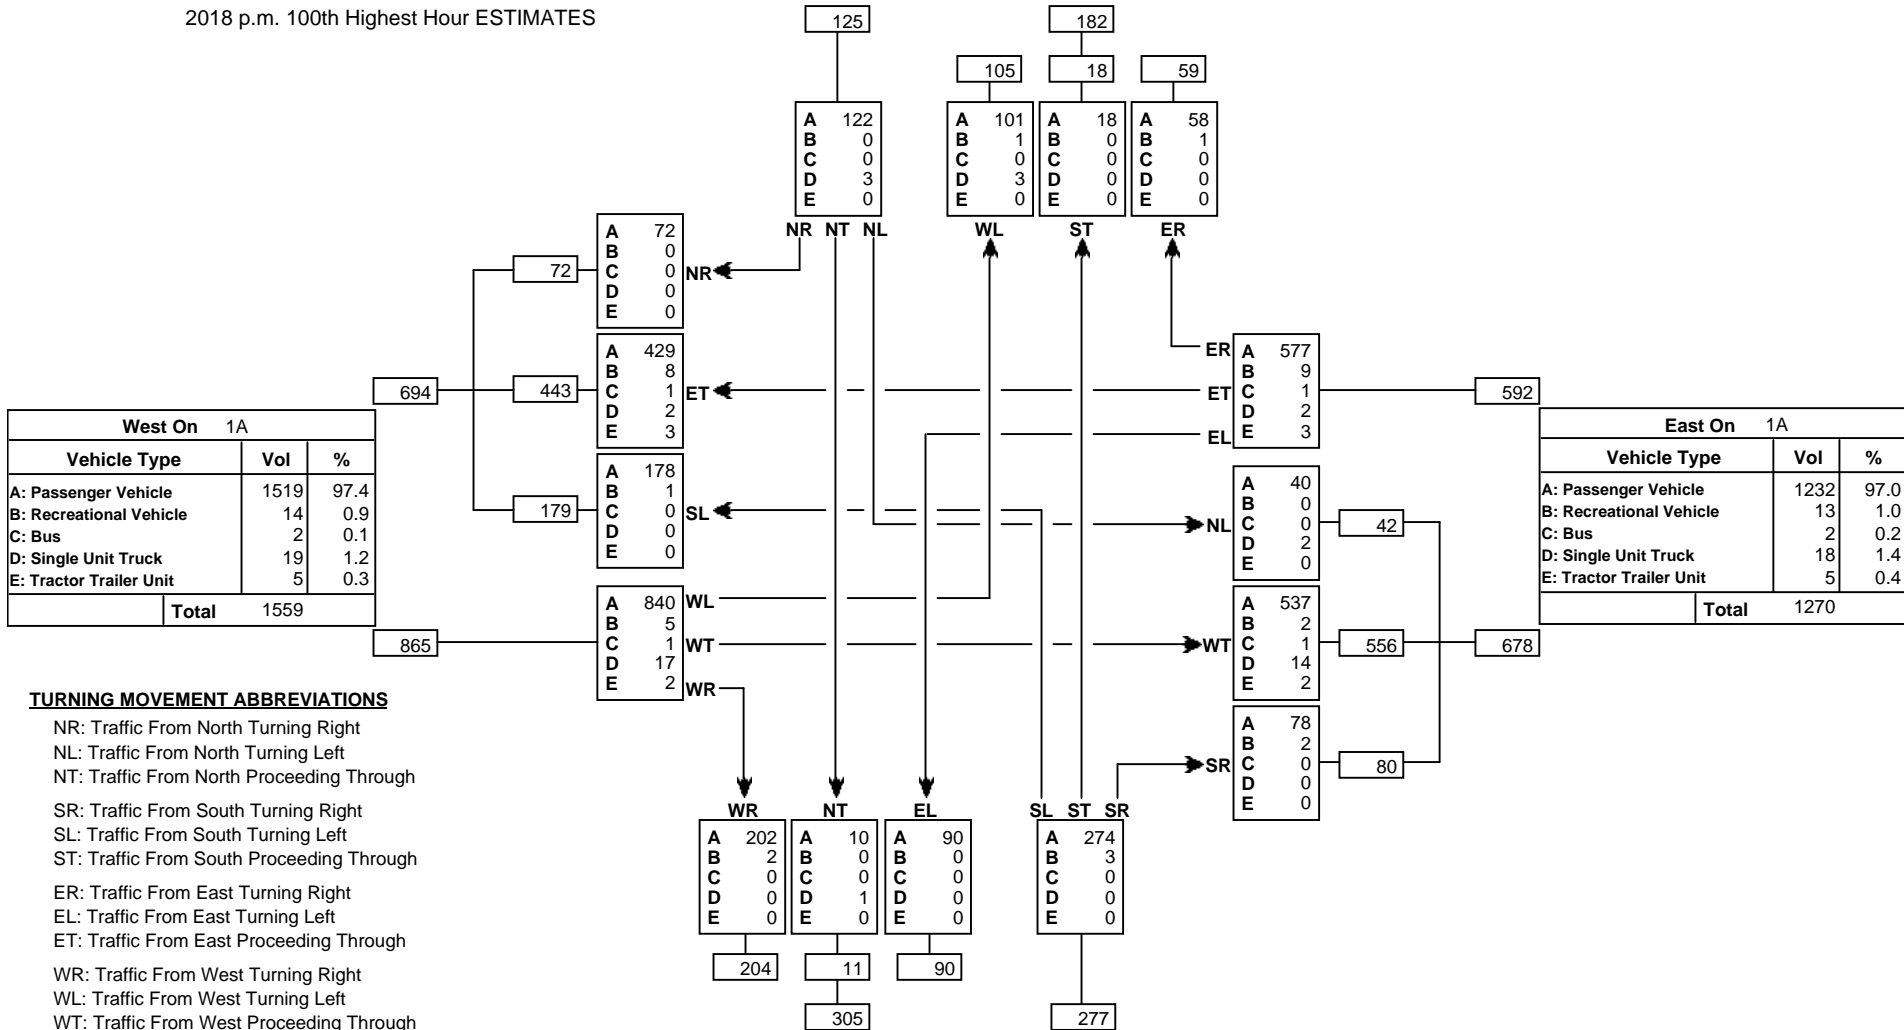 2018 p.m. 100th Highest Hour ESTIMATES
125
182
105
18
59
A 122
B 0
C 0
D 3
E 0
A 101
B 1
C 0
D 3
E 0
A 18
B 0
C 0
D 0
E 0
A 58
B 1
C 0
D 0
E 0
NR NT NL
WL
ST
ER
72
A 72
B 0
C 0
D 0
E 0
NR
694
443
A 429
B 8
C 1
D 2
E 3
ET
179
A 178
B 1
C 0
D 0
E 0
SL
865
A 840
B 5
C 1
D 17
E 2
WL
WT
WR
ER
ET
EL
A 577
B 9
C 1
D 2
E 3
592
NL
A 40
B 0
C 0
D 2
E 0
42
WT
A 537
B 2
C 1
D 14
E 2
556
678
SR
A 78
B 2
C 0
D 0
E 0
80
West On 1A
Vehicle Type Vol %
A: Passenger Vehicle 1519 97.4
B: Recreational Vehicle 14 0.9
C: Bus 2 0.1
D: Single Unit Truck 19 1.2
E: Tractor Trailer Unit 5 0.3
Total 1559
East On 1A
Vehicle Type Vol %
A: Passenger Vehicle 1232 97.0
B: Recreational Vehicle 13 1.0
C: Bus 2 0.2
D: Single Unit Truck 18 1.4
E: Tractor Trailer Unit 5 0.4
Total 1270
TURNING MOVEMENT ABBREVIATIONS
NR: Traffic From North Turning Right
NL: Traffic From North Turning Left
NT: Traffic From North Proceeding Through
SR: Traffic From South Turning Right
SL: Traffic From South Turning Left
ST: Traffic From South Proceeding Through
ER: Traffic From East Turning Right
EL: Traffic From East Turning Left
ET: Traffic From East Proceeding Through
WR: Traffic From West Turning Right
WL: Traffic From West Turning Left
WT: Traffic From West Proceeding Through
WR
NT
EL
SL ST SR
A 202
B 2
C 0
D 0
E 0
A 10
B 0
C 0
D 1
E 0
A 90
B 0
C 0
D 0
E 0
A 274
B 3
C 0
D 0
E 0
204
11
90
305
277